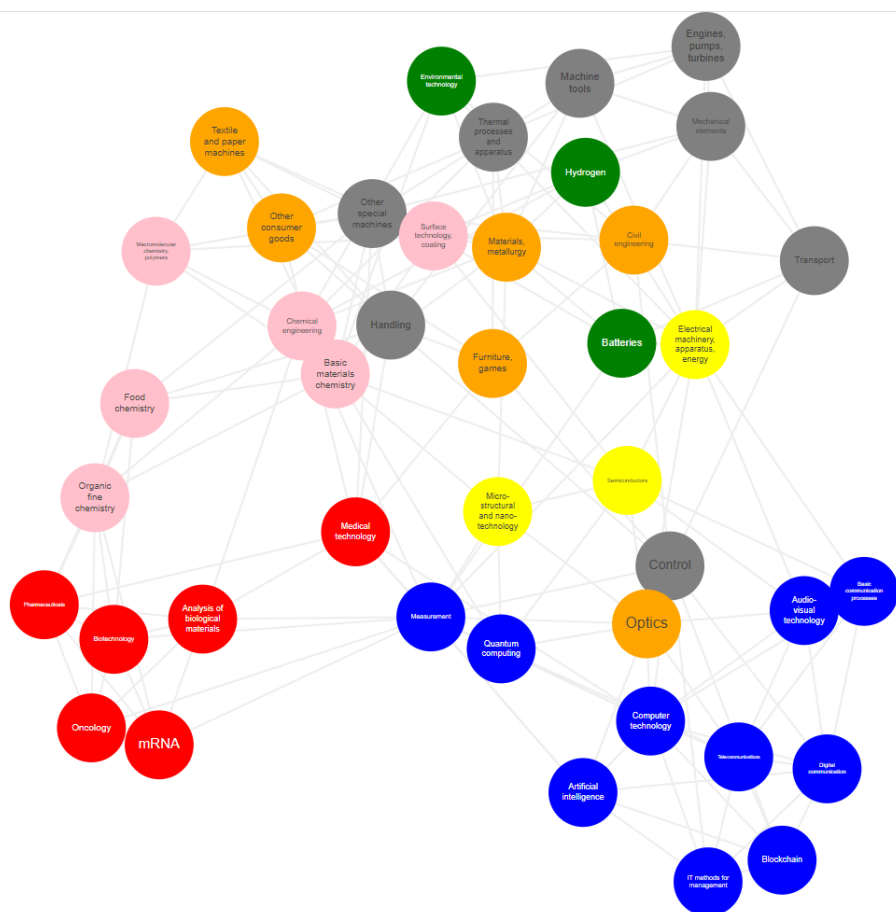 Engines,
pumps,
turbines
Environmental
technology
Machine
tools
Thermal
processes
and
apparatus
Mechanical
elements
Textile
and paper
machines
Hydrogen
Other
special
machines
Other
consumer
goods
Surface
technology,
coating
Materials,
metallurgy
Civil
engineering
Macromolecular
chemistry,
polymers
Transport
Chemical
engineering
Handling
Batteries
Electrical
machinery,
apparatus,
energy
Basic
materials
chemistry
Furniture,
games
Food
chemistry
Semiconductors
Organic
fine
chemistry
Micro-
structural
and nano-
technology
Medical
technology
Control
Basic
communication
processes
Pharmaceuticals
Analysis of
biological
materials
Audio-
visual
technology
Measurement
Optics
Biotechnology
Quantum
computing
Computer
technology
Oncology
mRNA
Telecommunications
Digital
communication
Artificial
intelligence
Blockchain
IT methods for
management